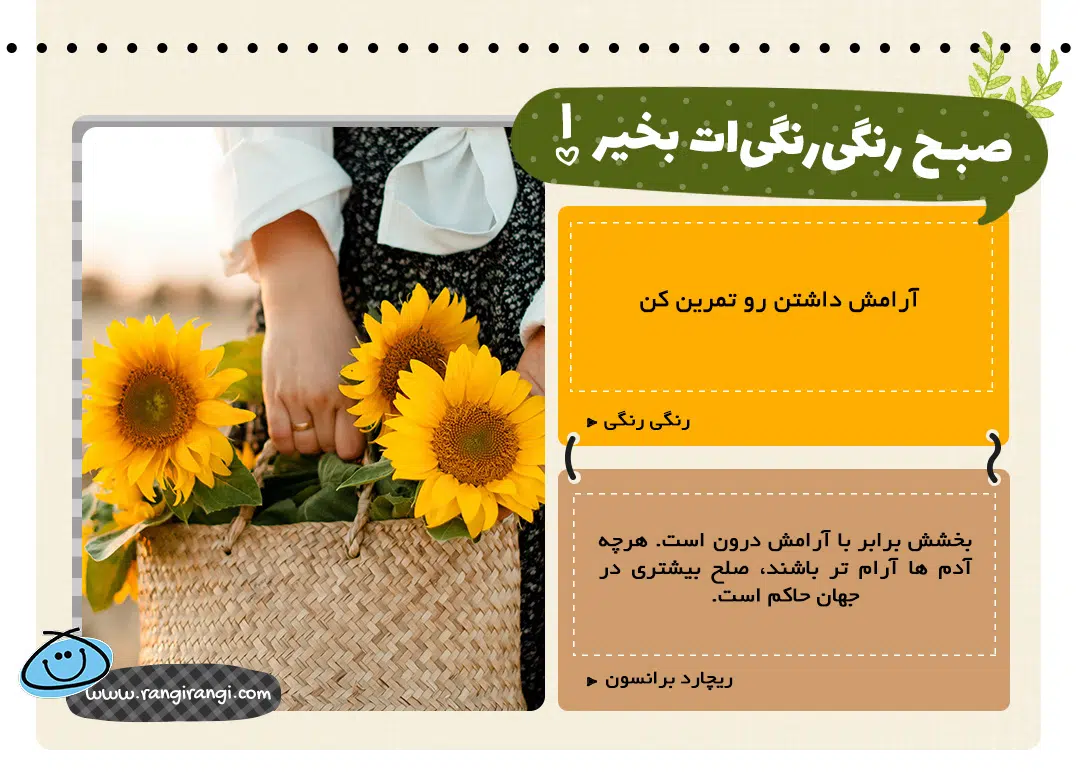 صبح رنگی‌رنگی‌ات بخیر !
آرامش داشتن رو تمرین کن
رنگی رنگی
بخشش برابر با آرامش درون است. هرچه
آدم ها آرام تر باشند، صلح بیشتری در
جهان حاکم است.
ریچارد برانسون
www.rangirangi.com